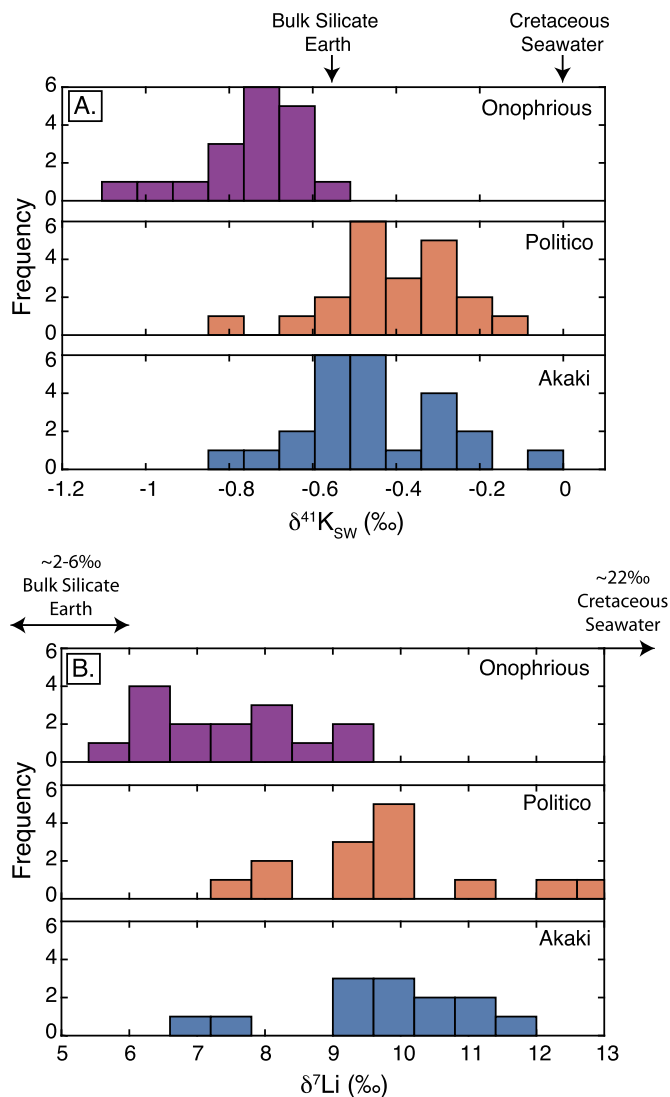 Bulk Silicate
Earth
Cretaceous
Seawater
A.
Onophrious
6
4
2
0
Politico
6
4
2
0
Akaki
6
4
2
0
Frequency
-1.2 -1 -0.8 -0.6 -0.4 -0.2 0
δ⁴¹K_SW (‰)
~2-6‰
Bulk Silicate
Earth
~22‰
Cretaceous
Seawater
B.
Onophrious
6
4
2
0
Politico
6
4
2
0
Akaki
6
4
2
0
Frequency
5 6 7 8 9 10 11 12 13
δ⁷Li (‰)